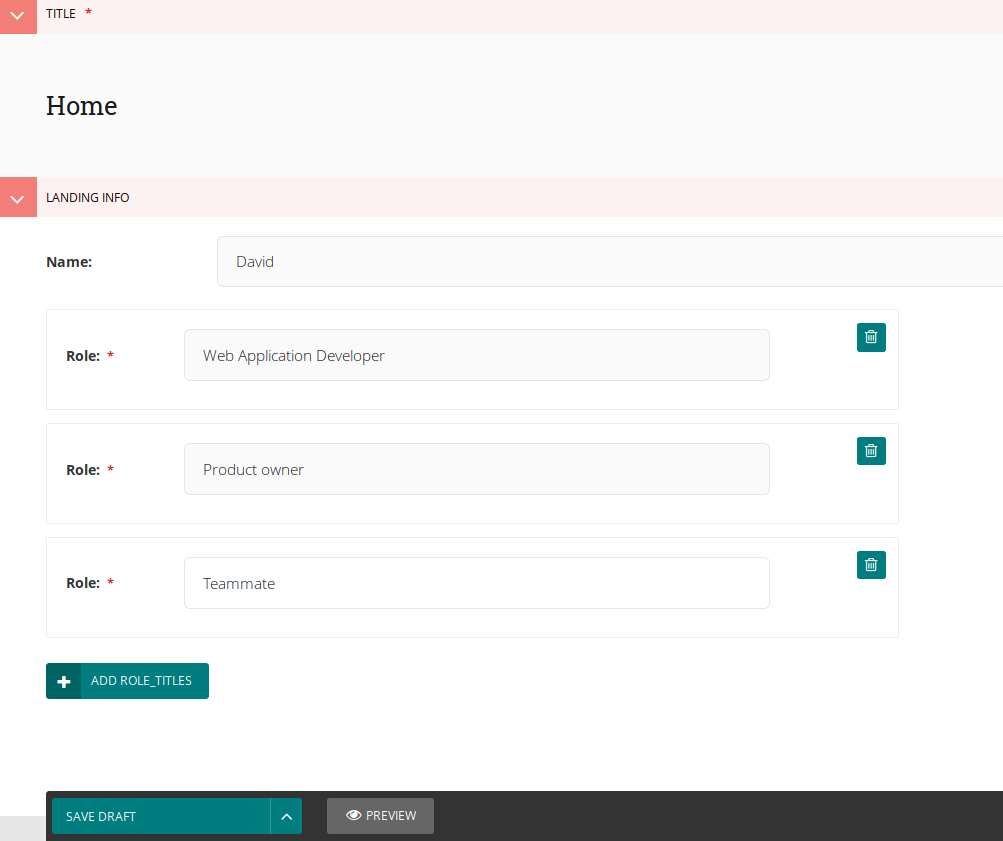 TITLE *
Home
LANDING INFO
Name: David
Role: * Web Application Developer
Role: * Product owner
Role: * Teammate
ADD ROLE_TITLES
SAVE DRAFT PREVIEW